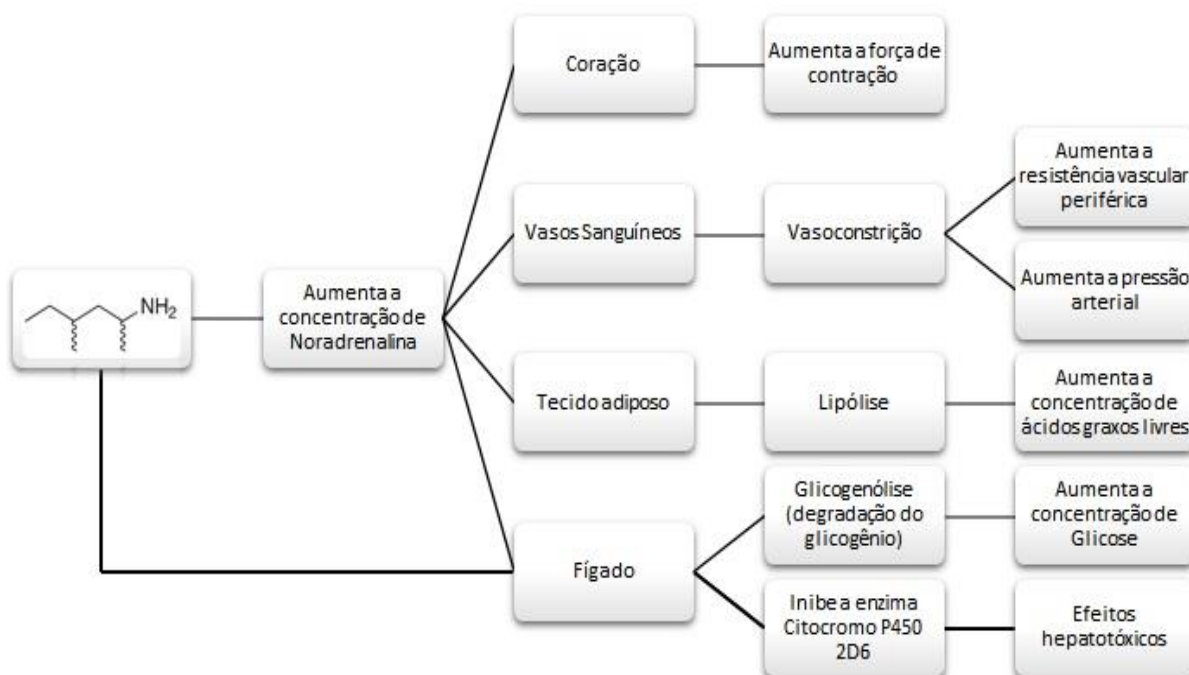 NH2
Aumenta a
concentração de
Noradrenalina
Coração
Aumenta a força de
contração
Vasos Sanguíneos
Vasoconstrição
Aumenta a
resistência vascular
periférica
Aumenta a pressão
arterial
Tecido adiposo
Lipólise
Aumenta a
concentração de
ácidos graxos livres
Fígado
Glicogenólise
(degradação do
glicogênio)
Aumenta a
concentração de
Glicose
Inibe a enzima
Citocromo P450
2D6
Efeitos
hepatotóxicos